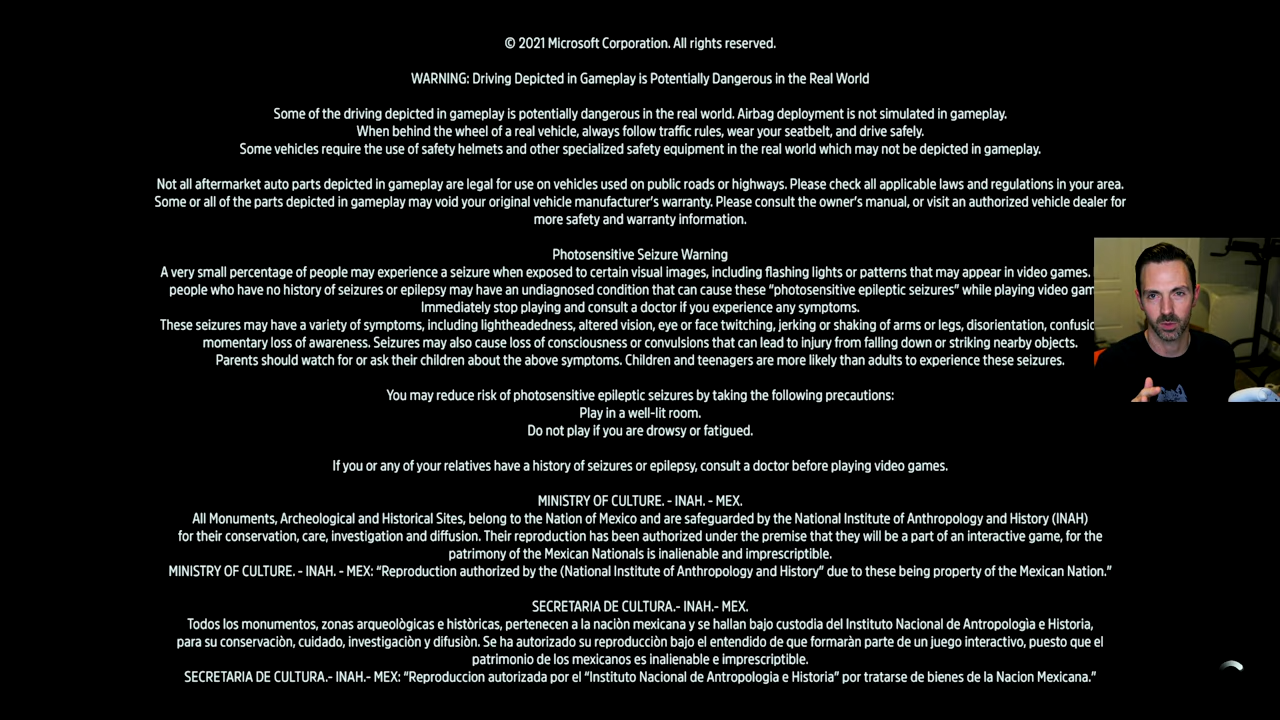 © 2021 Microsoft Corporation. All rights reserved.
WARNING: Driving Depicted in Gameplay is Potentially Dangerous in the Real World
Some of the driving depicted in gameplay is potentially dangerous in the real world. Airbag deployment is not simulated in gameplay.
When behind the wheel of a real vehicle, always follow traffic rules, wear your seatbelt, and drive safely.
Some vehicles require the use of safety helmets and other specialized safety equipment in the real world which may not be depicted in gameplay.
Not all aftermarket auto parts depicted in gameplay are legal for use on vehicles used on public roads or highways. Please check all applicable laws and regulations in your area.
Some or all of the parts depicted in gameplay may void your original vehicle manufacturer's warranty. Please consult the owner's manual, or visit an authorized vehicle dealer for
more safety and warranty information.
Photosensitive Seizure Warning
A very small percentage of people may experience a seizure when exposed to certain visual images, including flashing lights or patterns that may appear in video games.
people who have no history of seizures or epilepsy may have an undiagnosed condition that can cause these "photosensitive epileptic seizures" while playing video gam
Immediately stop playing and consult a doctor if you experience any symptoms.
These seizures may have a variety of symptoms, including lightheadedness, altered vision, eye or face twitching, jerking or shaking of arms or legs, disorientation, confusio
momentary loss of awareness. Seizures may also cause loss of consciousness or convulsions that can lead to injury from falling down or striking nearby objects.
Parents should watch for or ask their children about the above symptoms. Children and teenagers are more likely than adults to experience these seizures.
You may reduce risk of photosensitive epileptic seizures by taking the following precautions:
Play in a well-lit room.
Do not play if you are drowsy or fatigued.
If you or any of your relatives have a history of seizures or epilepsy, consult a doctor before playing video games.
MINISTRY OF CULTURE. - INAH. - MEX.
All Monuments, Archeological and Historical Sites, belong to the Nation of Mexico and are safeguarded by the National Institute of Anthropology and History (INAH)
for their conservation, care, investigation and diffusion. Their reproduction has been authorized under the premise that they will be a part of an interactive game, for the
patrimony of the Mexican Nationals is inalienable and imprescriptible.
MINISTRY OF CULTURE. - INAH. - MEX: "Reproduction authorized by the (National Institute of Anthropology and History" due to these being property of the Mexican Nation."
SECRETARIA DE CULTURA.- INAH.- MEX.
Todos los monumentos, zonas arqueològicas e històricas, pertenecen a la naciòn mexicana y se hallan bajo custodia del Instituto Nacional de Antropologìa e Historia,
para su conservaciòn, cuidado, investigaciòn y difusiòn. Se ha autorizado su reproducciòn bajo el entendido de que formaràn parte de un juego interactivo, puesto que el
patrimonio de los mexicanos es inalienable e imprescriptible.
SECRETARIA DE CULTURA.- INAH.- MEX: "Reproduccion autorizada por el "Instituto Nacional de Antropologia e Historia" por tratarse de bienes de la Nacion Mexicana."